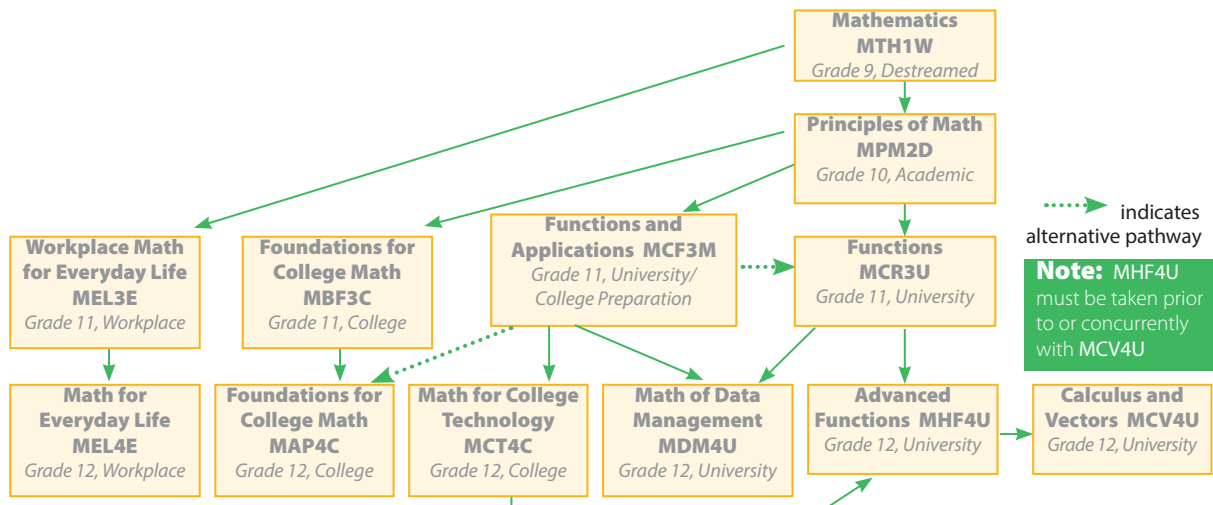 Mathematics
MTH1W
Grade 9, Destreamed
Principles of Math
MPM2D
Grade 10, Academic
indicates
alternative pathway
Workplace Math
for Everyday Life
MEL3E
Grade 11, Workplace
Foundations for
College Math
MBF3C
Grade 11, College
Functions and
Applications MCF3M
Grade 11, University/
College Preparation
Functions
MCR3U
Grade 11, University
Note: MHF4U
must be taken prior
to or concurrently
with MCV4U
Math for
Everyday Life
MEL4E
Grade 12, Workplace
Foundations for
College Math
MAP4C
Grade 12, College
Math for College
Technology
MCT4C
Grade 12, College
Math of Data
Management
MDM4U
Grade 12, University
Advanced
Functions MHF4U
Grade 12, University
Calculus and
Vectors MCV4U
Grade 12, University